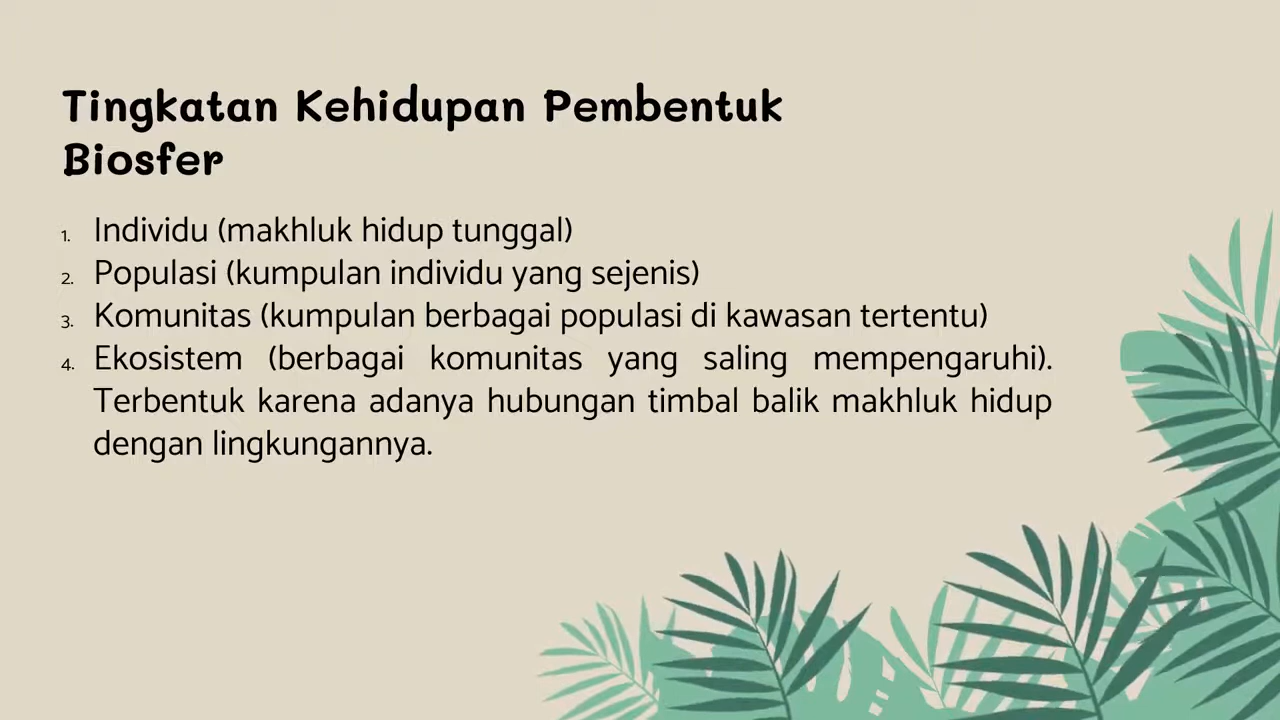 Tingkatan Kehidupan Pembentuk
Biosfer
1. Individu (makhluk hidup tunggal)
2. Populasi (kumpulan individu yang sejenis)
3. Komunitas (kumpulan berbagai populasi di kawasan tertentu)
4. Ekosistem (berbagai komunitas yang saling mempengaruhi).
Terbentuk karena adanya hubungan timbal balik makhluk hidup
dengan lingkungannya.